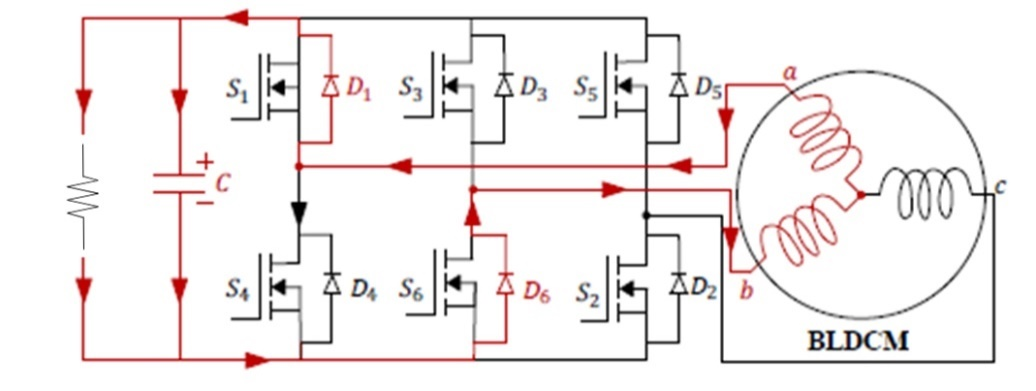 a
S1 D1 S3 D3 S5 D5
+
C
−
c
S4 D4 S6 D6 S2 D2
b
BLDCM